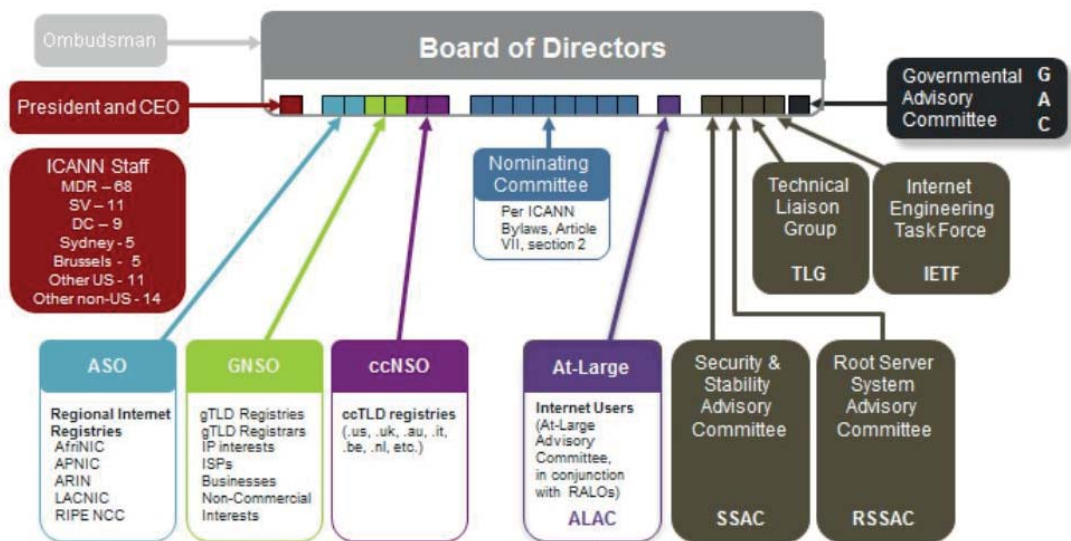 Ombudsman
Board of Directors
President and CEO
Governmental G
Advisory A
Committee C
ICANN Staff
MDR – 68
SV – 11
DC – 9
Sydney - 5
Brussels - 5
Other US - 11
Other non-US - 14
Nominating
Committee
Per ICANN
Bylaws, Article
VII, section 2
Technical
Liaison
Group
TLG
Internet
Engineering
Task Force
IETF
ASO
Regional Internet
Registries
AfriNIC
APNIC
ARIN
LACNIC
RIPE NCC
GNSO
gTLD Registries
gTLD Registrars
IP interests
ISPs
Businesses
Non-Commercial
Interests
ccNSO
ccTLD registries
(.us, .uk, .au, .it,
.be, .nl, etc.)
At-Large
Internet Users
(At-Large
Advisory
Committee,
in conjunction
with RALOs)
ALAC
Security &
Stability
Advisory
Committee
SSAC
Root Server
System
Advisory
Committee
RSSAC